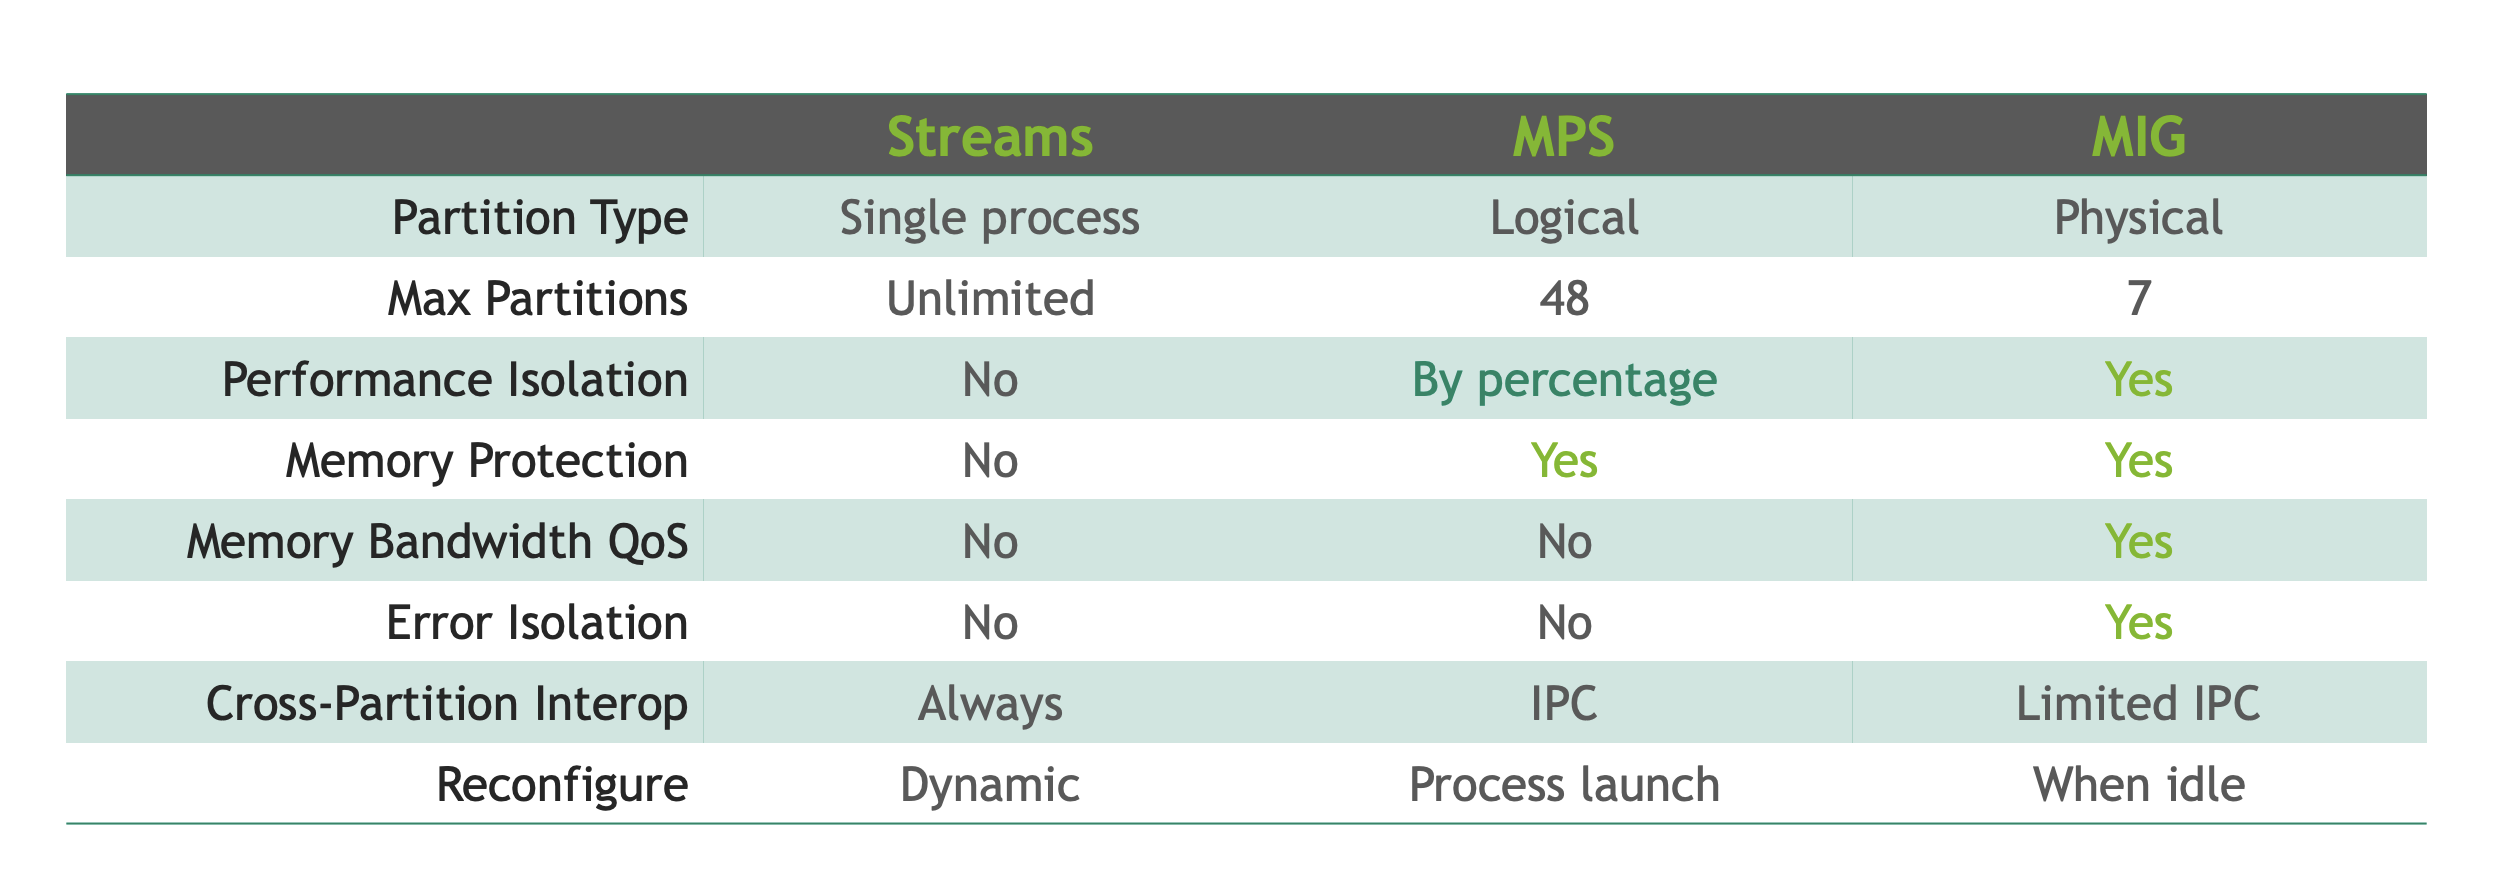 Streams MPS MIG
Partition Type Single process Logical Physical
Max Partitions Unlimited 48 7
Performance Isolation No By percentage Yes
Memory Protection No Yes Yes
Memory Bandwidth QoS No No Yes
Error Isolation No No Yes
Cross-Partition Interop Always IPC Limited IPC
Reconfigure Dynamic Process launch When idle